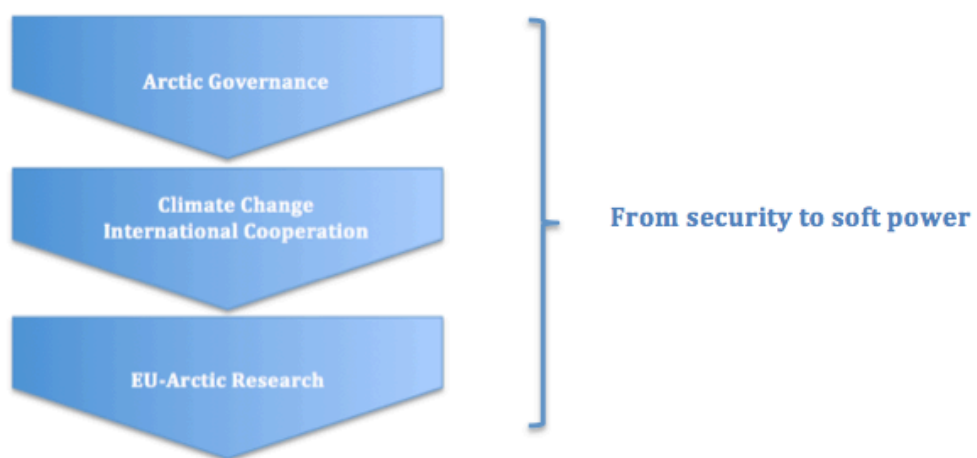 Arctic Governance
Climate Change
International Cooperation
From security to soft power
EU-Arctic Research